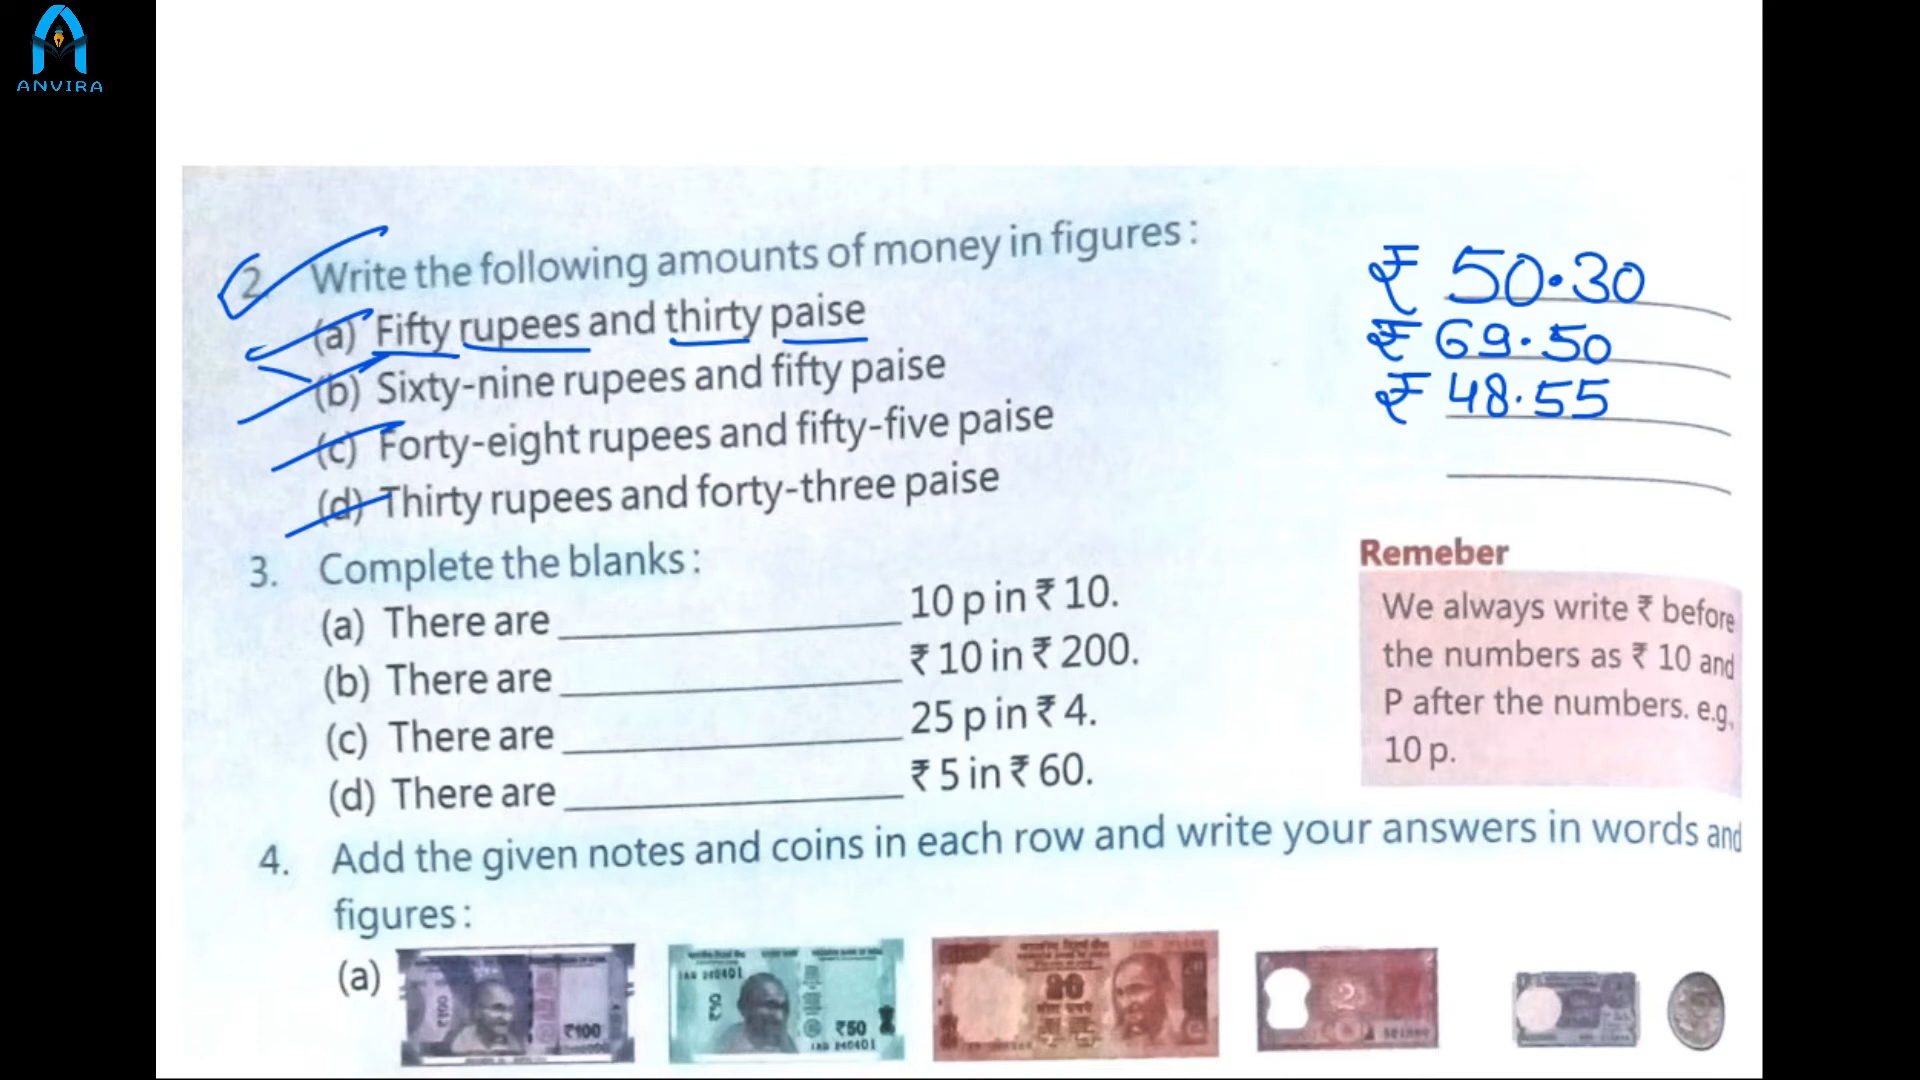 ANVIRA
2. Write the following amounts of money in figures :
(a) Fifty rupees and thirty paise ₹ 50.30
(b) Sixty-nine rupees and fifty paise ₹ 69.50
(c) Forty-eight rupees and fifty-five paise ₹ 48.55
(d) Thirty rupees and forty-three paise
3. Complete the blanks :
(a) There are ____________ 10 p in ₹ 10.
(b) There are ____________ ₹ 10 in ₹ 200.
(c) There are ____________ 25 p in ₹ 4.
(d) There are ____________ ₹ 5 in ₹ 60.
Remeber
We always write ₹ before
the numbers as ₹ 10 and
P after the numbers. e.g.
10 p.
4. Add the given notes and coins in each row and write your answers in words and
figures :
(a)
₹100 ₹100
₹50 ₹50
20
2